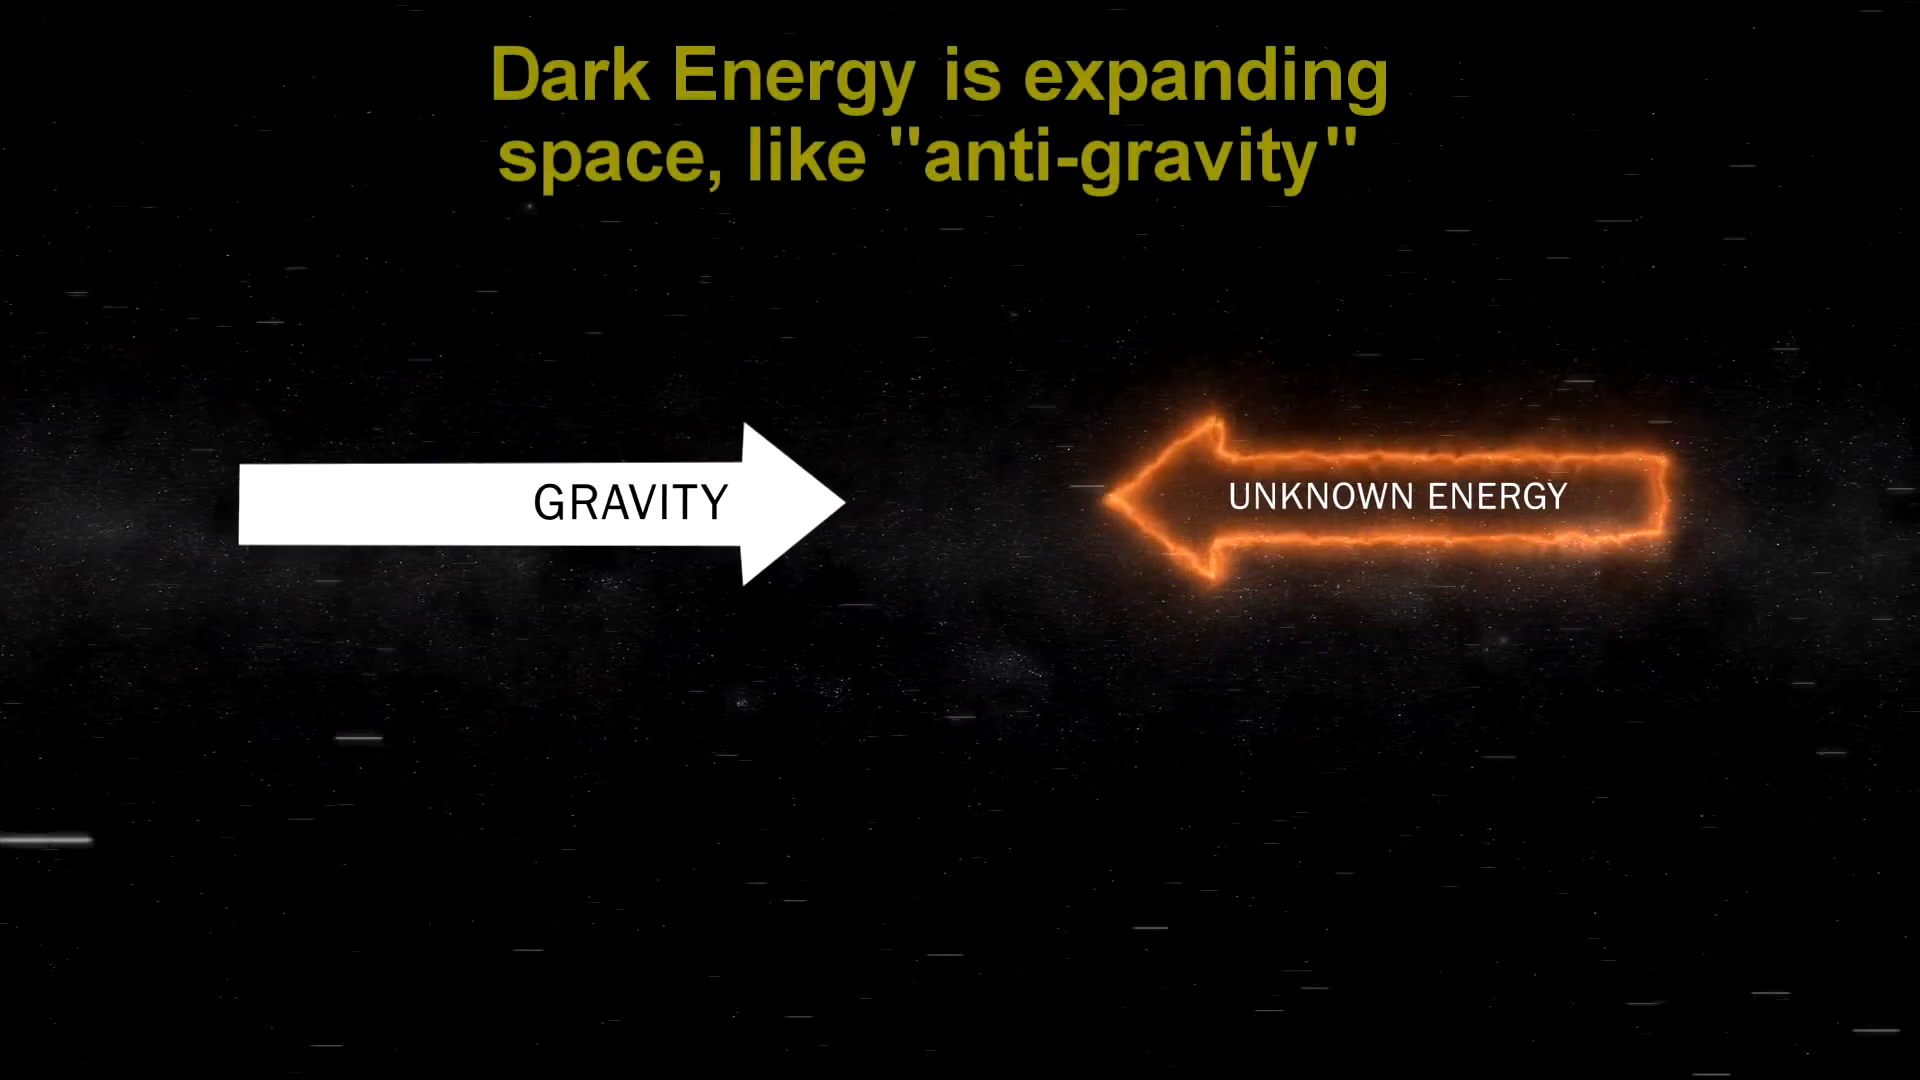 Dark Energy is expanding
space, like "anti-gravity"
GRAVITY
UNKNOWN ENERGY